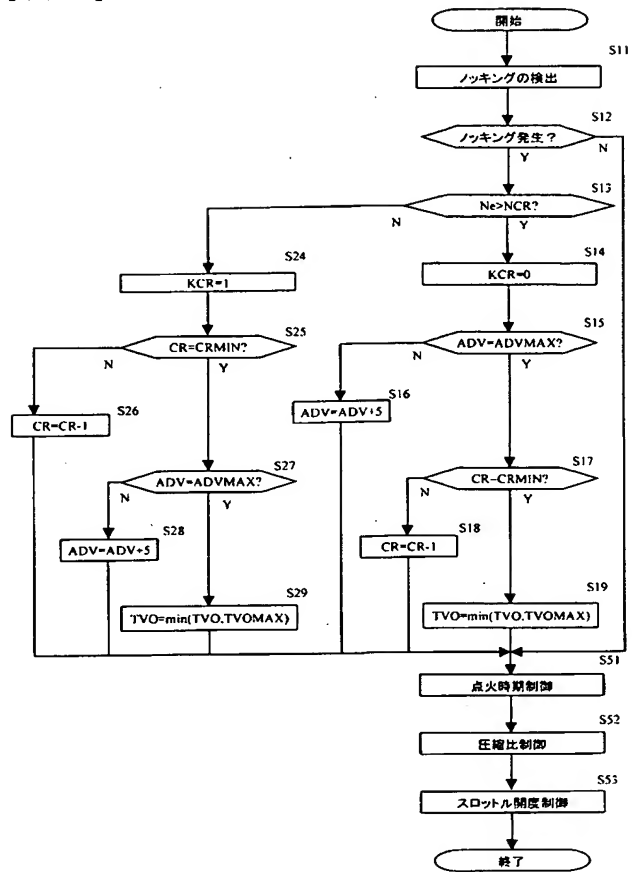 開始
S11
ノッキングの検出
S12
ノッキング発生？
N
Y
S13
Ne>NCR?
N
Y
S24
KCR=1
S14
KCR=0
S25
CR=CRMIN?
N
Y
S15
ADV=ADVMAX?
N
Y
S26
CR=CR-1
S16
ADV=ADV+5
S27
ADV=ADVMAX?
N
Y
S17
CR=CRMIN?
N
Y
S28
ADV=ADV+5
S18
CR=CR-1
S29
TVO=min(TVO,TVOMAX)
S19
TVO=min(TVO,TVOMAX)
S51
点火時期制御
S52
圧縮比制御
S53
スロットル開度制御
終了